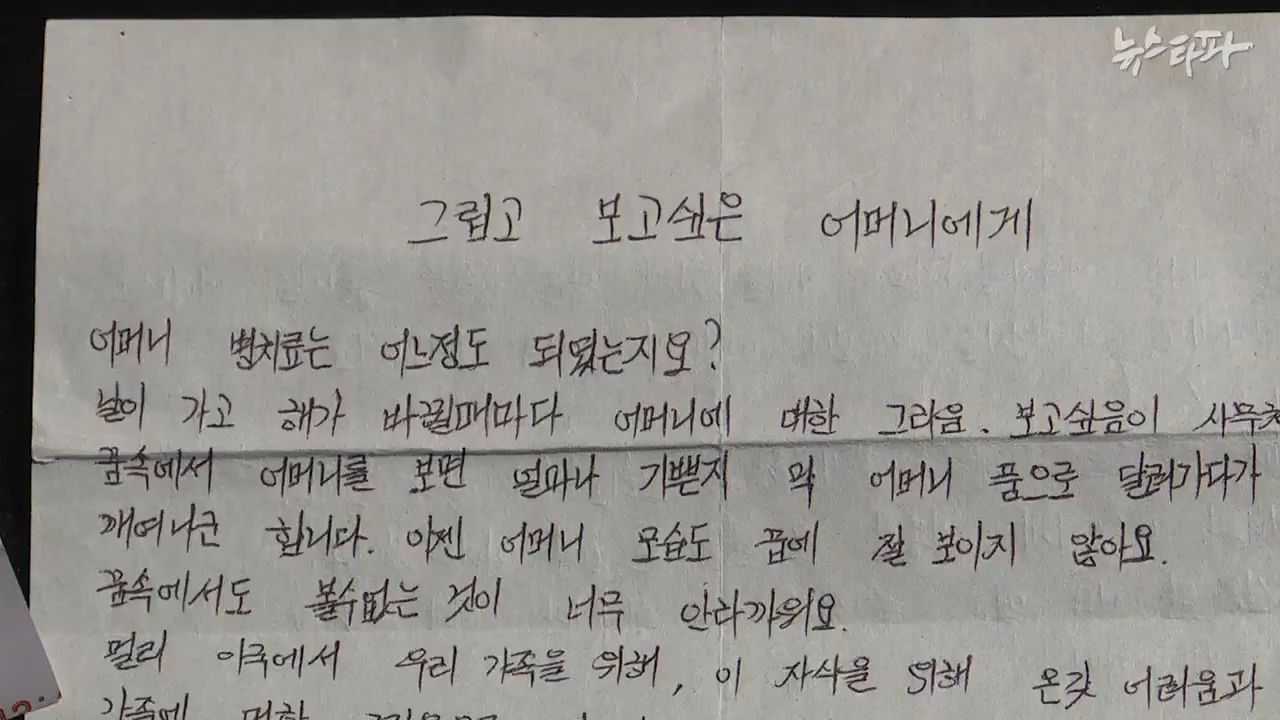 뉴스타파
그립고 보고싶은 어머니에게
어머니 병치료는 어느정도 되였는지요?
날이 가고 해가 바뀔때마다 어머니에 대한 그리움, 보고싶음이 사무쳐
꿈속에서 어머니를 보면 얼마나 기쁜지 막 어머니 품으로 달려가다가
깨여나군 합니다. 이젠 어머니 모습도 꿈에 잘 보이지 않아요.
꿈속에서도 볼수없는 것이 너무 안타까워요.
멀리 이국에서 우리 가족을 위해, 이 자식을 위해 온갖 어려움과
가족에